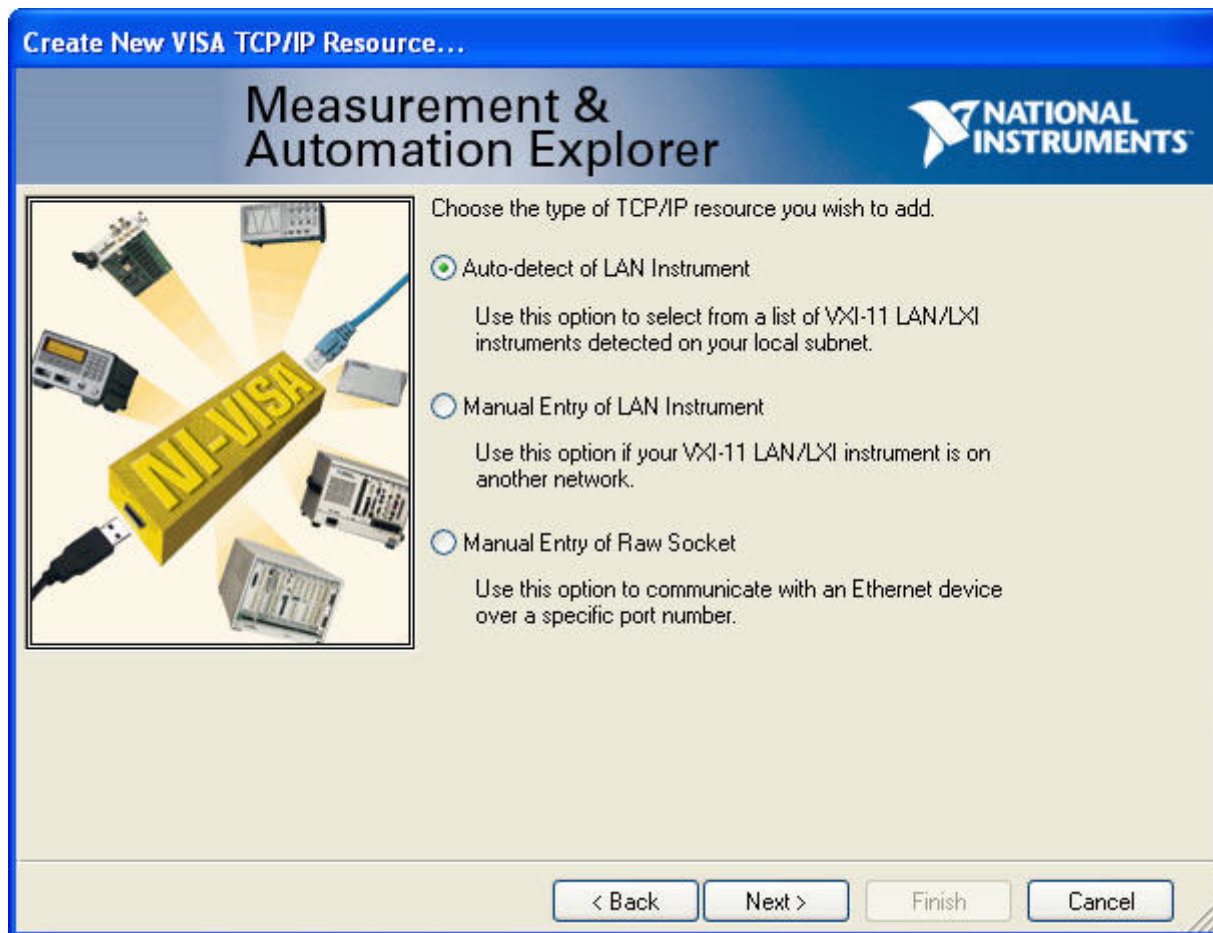 Create New VISA TCP/IP Resource...
Measurement &
Automation Explorer
NATIONAL
INSTRUMENTS
Choose the type of TCP/IP resource you wish to add.
Auto-detect of LAN Instrument
Use this option to select from a list of VXI-11 LAN/LXI
instruments detected on your local subnet.
Manual Entry of LAN Instrument
Use this option if your VXI-11 LAN/LXI instrument is on
another network.
Manual Entry of Raw Socket
Use this option to communicate with an Ethernet device
over a specific port number.
NI-VISA
< Back
Next >
Finish
Cancel